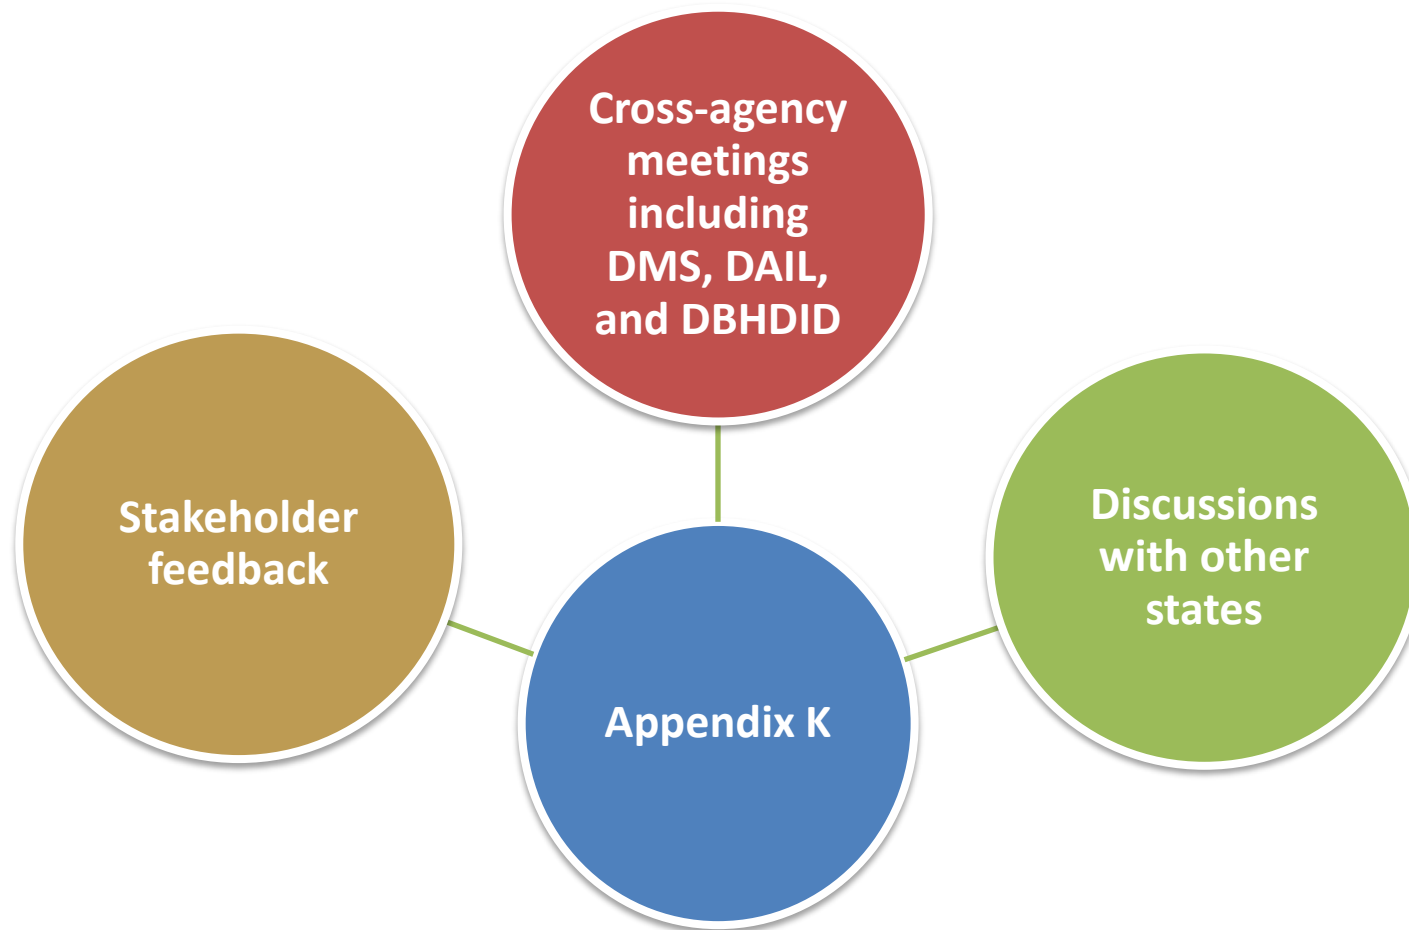 Cross-agency
meetings
including
DMS, DAIL,
and DBHDID
Stakeholder
feedback
Discussions
with other
states
Appendix K